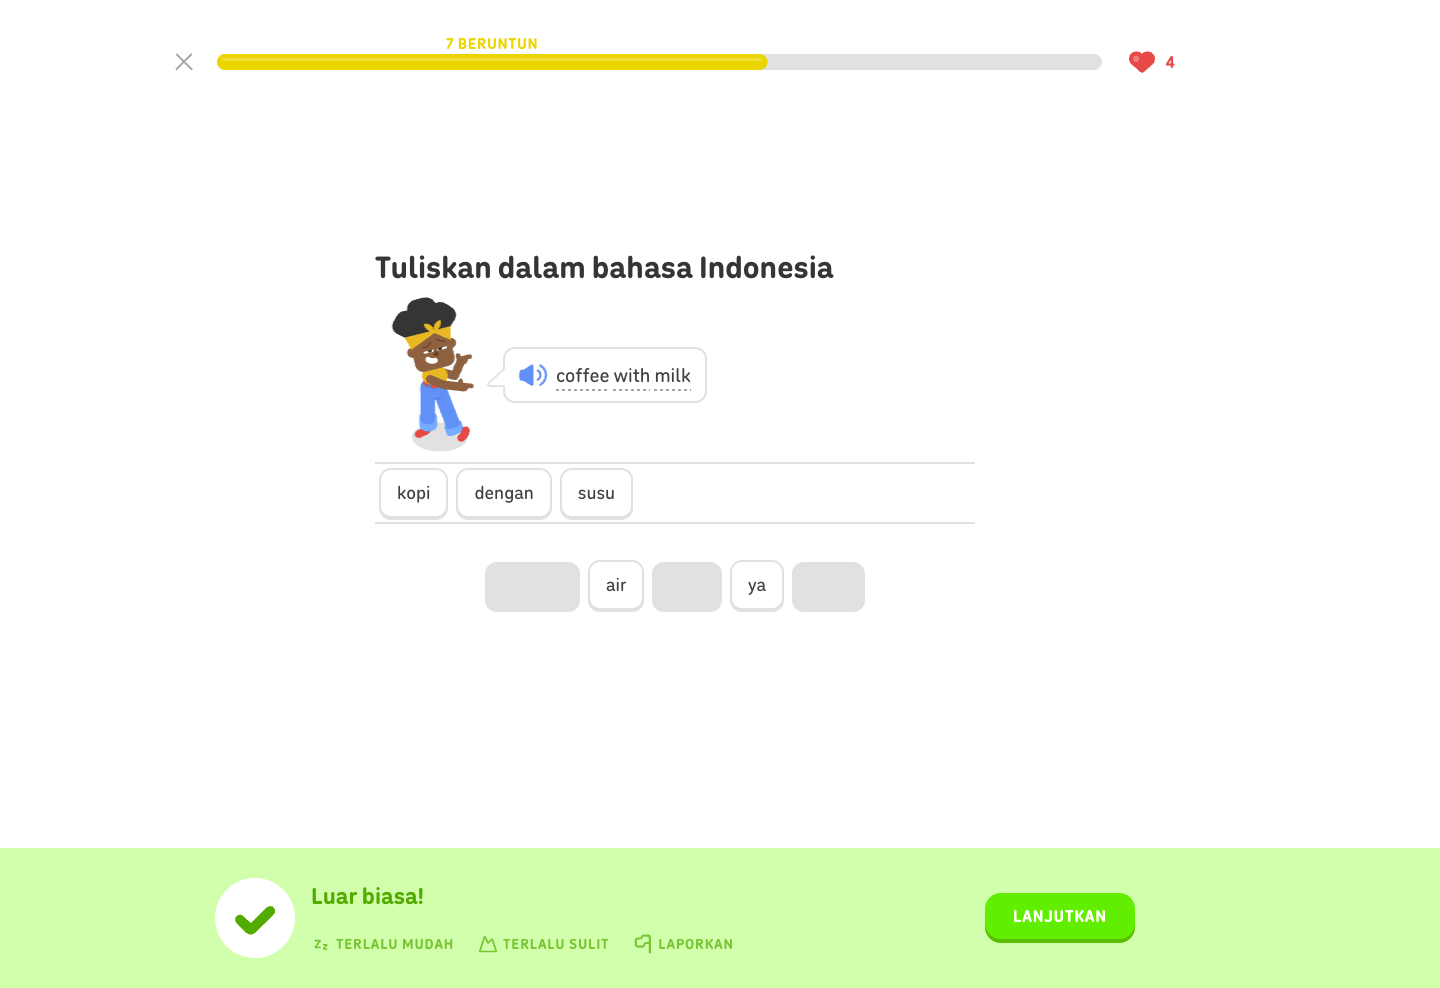 7 BERUNTUN
4
Tuliskan dalam bahasa Indonesia
coffee with milk
kopi dengan susu
air ya
Luar biasa!
zz TERLALU MUDAH TERLALU SULIT LAPORKAN
LANJUTKAN